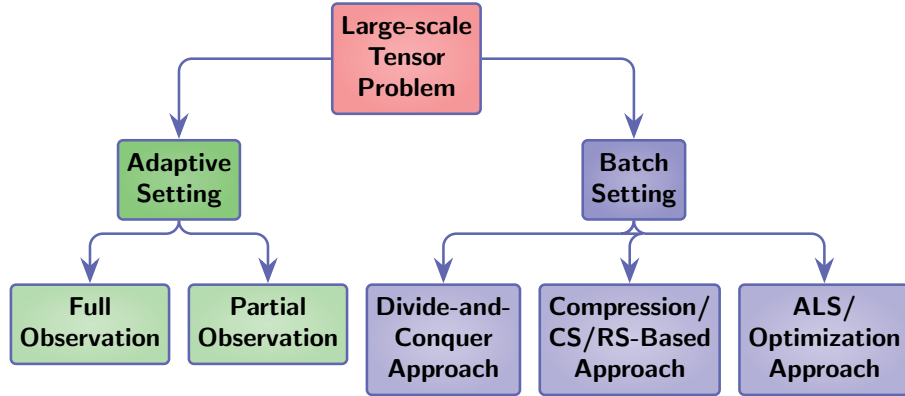 Large-scale
Tensor
Problem
Adaptive
Setting
Batch
Setting
Full
Observation
Partial
Observation
Divide-and-
Conquer
Approach
Compression/
CS/RS-Based
Approach
ALS/
Optimization
Approach